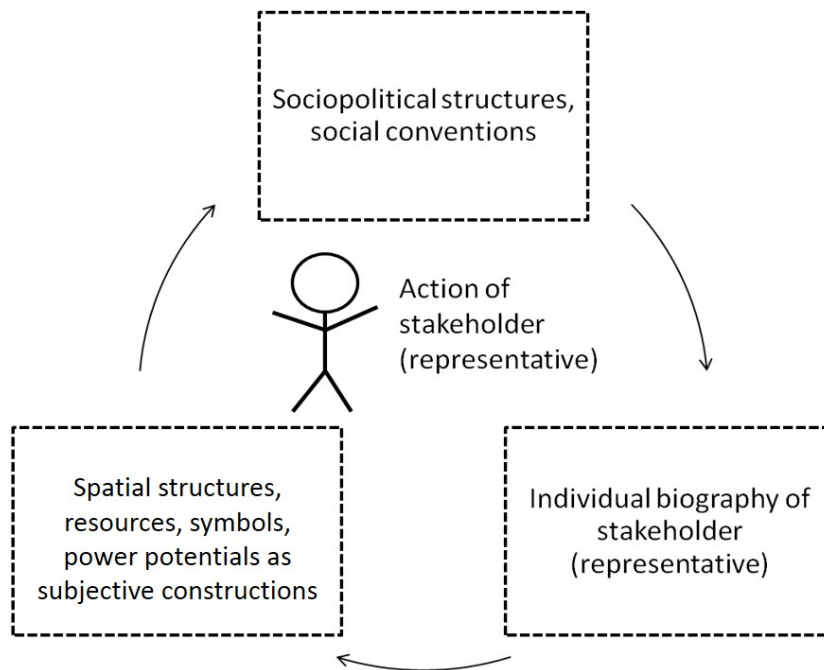 Sociopolitical structures,
social conventions
Action of
stakeholder
(representative)
Spatial structures,
resources, symbols,
power potentials as
subjective constructions
Individual biography of
stakeholder
(representative)